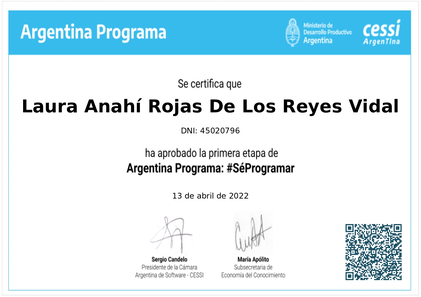 Argentina Programa
Ministerio de
Desarrollo Productivo
Argentina
cessi
ArgenTIna
Se certifica que
Laura Anahí Rojas De Los Reyes Vidal
DNI: 45020796
ha aprobado la primera etapa de
Argentina Programa: #SéProgramar
13 de abril de 2022
Sergio Candelo
Presidente de la Cámara
Argentina de Software - CESSI
María Apólito
Subsecretaria de
Economía del Conocimiento